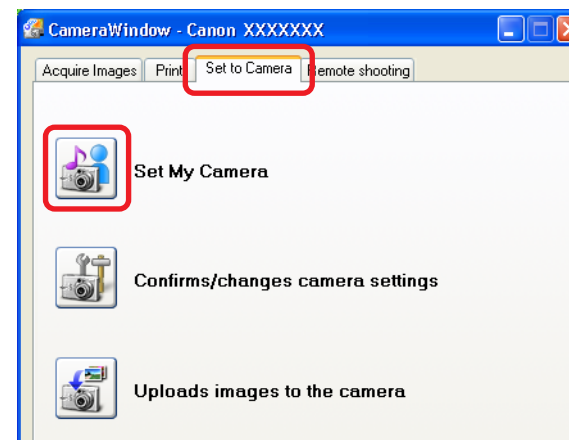 CameraWindow - Canon XXXXXXX
Acquire Images Print Set to Camera Remote shooting
Set My Camera
Confirms/changes camera settings
Uploads images to the camera